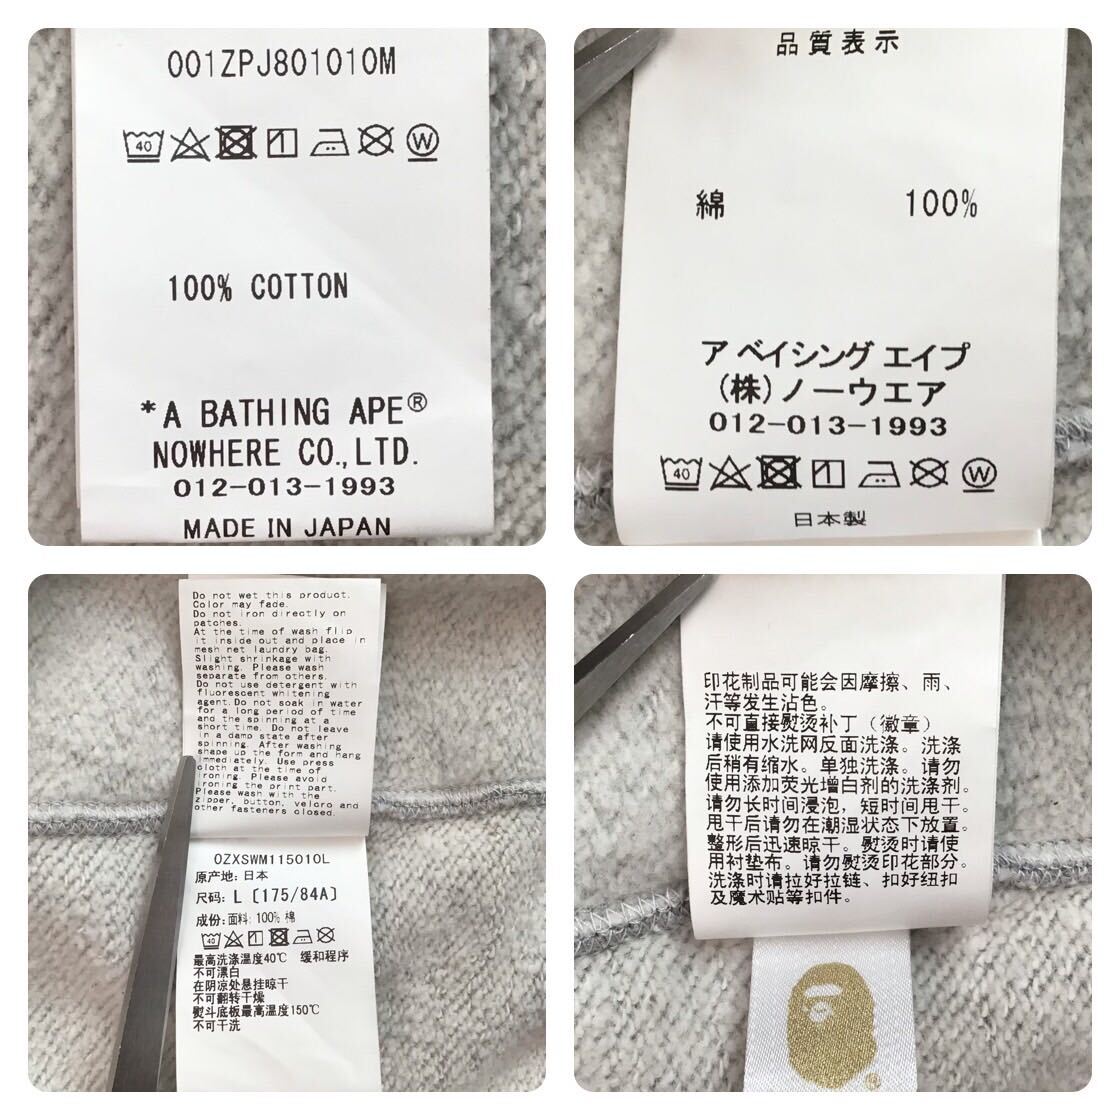 001ZPJ801010M
40 W
100% COTTON
*A BATHING APE®
NOWHERE CO.,LTD.
012-013-1993
MADE IN JAPAN
品質表示
綿 100%
ア ベイシング エイプ
(株)ノーウエア
012-013-1993
40 W
日本製
Do not wet this product.
Color may fade.
Do not iron directly on
patches.
At the time of wash flip
it inside out and place in
mesh net laundry bag.
Slight shrinkage with
washing. Please wash
separate from others.
Do not use detergent with
fluorescent whitening
agent.Do not soak in water
for a long period of time
and the spinning at a
short time. Do not leave
in a damp state after
spinning. After washing
shape up the form and hang
immediately. Use press
cloth at the time of
ironing. Please avoid
ironing the print part.
Please wash with the
zipper, button, velcro and
other fasteners closed.
0ZXSWM115010L
原产地: 日本
尺码: L [175/84A]
成份: 面料: 100% 棉
40
最高洗涤温度40℃ 缓和程序
不可漂白
在阴凉处悬挂晾干
不可翻转干燥
熨斗底板最高温度150℃
不可干洗
印花制品可能会因摩擦、雨、
汗等发生沾色。
不可直接熨烫补丁（徽章）
请使用水洗网反面洗涤。洗涤
后稍有缩水。单独洗涤。请勿
使用添加荧光增白剂的洗涤剂。
请勿长时间浸泡，短时间甩干。
甩干后请勿在潮湿状态下放置。
整形后迅速晾干。熨烫时请使
用衬垫布。请勿熨烫印花部分。
洗涤时请拉好拉链、扣好纽扣
及魔术贴等扣件。
®